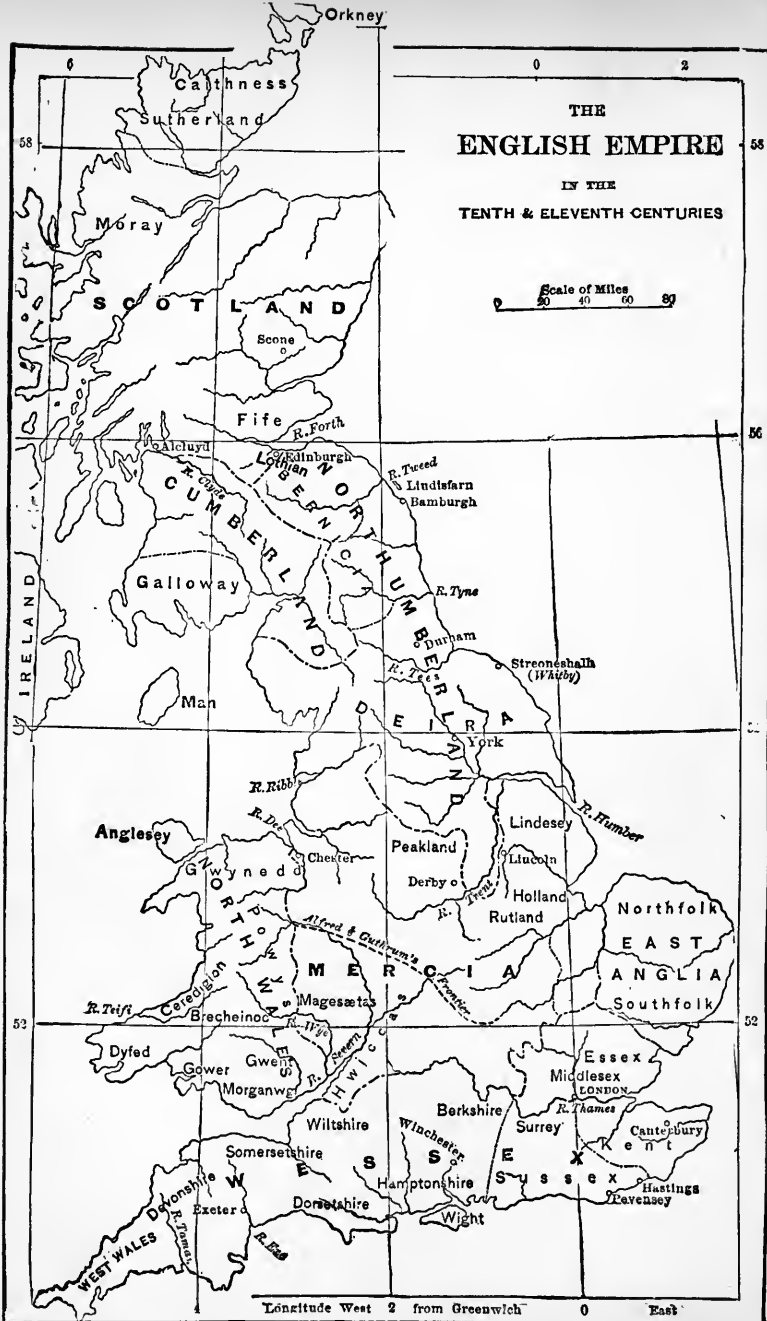 Orkney
6
0
2
Caithness
Sutherland
58
58
THE
ENGLISH EMPIRE
IN THE
TENTH & ELEVENTH CENTURIES
Moray
Scale of Miles
0 20 40 60 80
SCOTLAND
Scone
Fife
R. Forth
56
Alcluyd
Edinburgh
Lothian
R. Tweed
Lindisfarn
Bamburgh
R. Clyde
CUMBERLAND
BERNICIA
NORTHUMBERLAND
Galloway
R. Tyne
IRELAND
Durham
Streoneshalh
(Whitby)
R. Tees
Man
DEIRA
York
R. Ribb
R. Humber
Anglesey
R. Dee
Chester
Gwynedd
Peakland
Lindesey
Lincoln
Derby
R. Trent
Holland
Rutland
Northfolk
EAST
ANGLIA
Southfolk
NORTH WALES
Powys
Alfred & Guthrum's
Frontier
MERCIA
Magesætas
Ceredigion
R. Teifi
Brecheinoc
R. Wye
52
52
Dyfed
Gower
Gwent
Morganwg
R. Severn
Hwiccas
Essex
Middlesex
LONDON
Berkshire
R. Thames
Surrey
Canterbury
Kent
Wiltshire
Winchester
Somersetshire
WESSEX
Hamptonshire
Sussex
Hastings
Pevensey
Devonshire
Exeter
Dorsetshire
Wight
R. Tamar
R. Exe
WEST WALES
4
Longitude West 2 from Greenwich 0 East